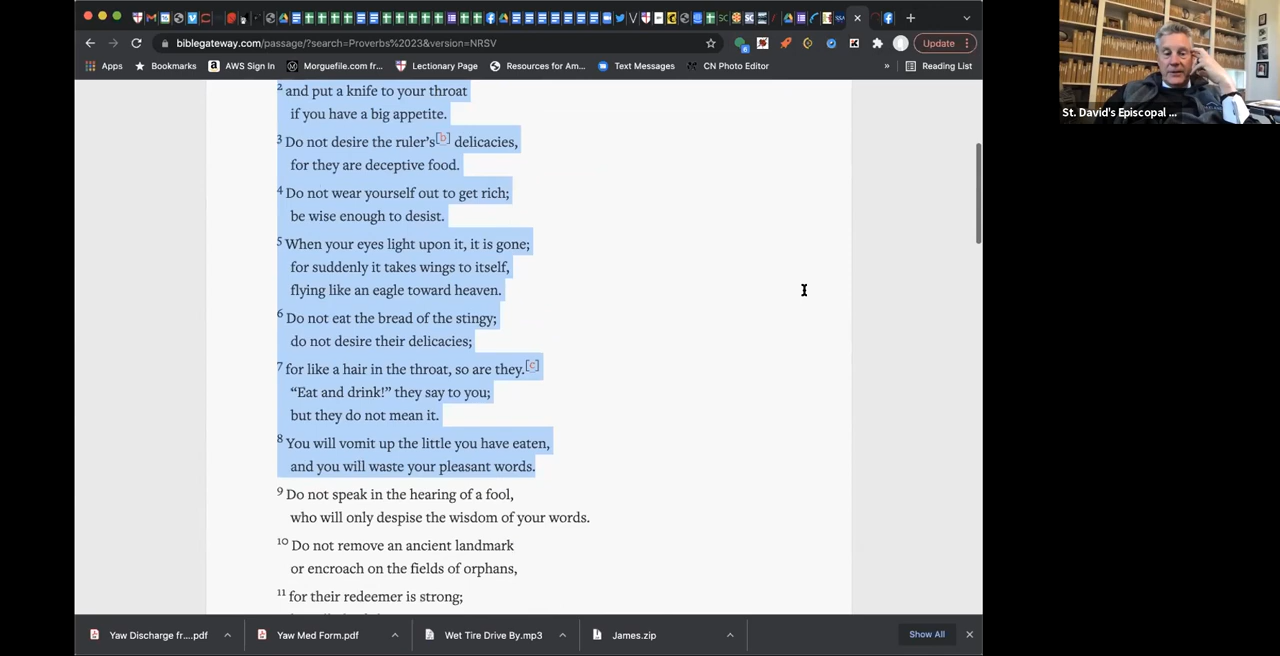 biblegateway.com/passage/?search=Proverbs%2023&version=NRSV
Update
Apps
Bookmarks
AWS Sign In
Morguefile.com fr...
Lectionary Page
Resources for Am...
Text Messages
CN Photo Editor
»
Reading List
St. David's Episcopal ...
2 and put a knife to your throat
if you have a big appetite.
3 Do not desire the ruler's[b] delicacies,
for they are deceptive food.
4 Do not wear yourself out to get rich;
be wise enough to desist.
5 When your eyes light upon it, it is gone;
for suddenly it takes wings to itself,
flying like an eagle toward heaven.
6 Do not eat the bread of the stingy;
do not desire their delicacies;
7 for like a hair in the throat, so are they.[c]
“Eat and drink!” they say to you;
but they do not mean it.
8 You will vomit up the little you have eaten,
and you will waste your pleasant words.
9 Do not speak in the hearing of a fool,
who will only despise the wisdom of your words.
10 Do not remove an ancient landmark
or encroach on the fields of orphans,
11 for their redeemer is strong;
Yaw Discharge fr....pdf
Yaw Med Form.pdf
Wet Tire Drive By.mp3
James.zip
Show All